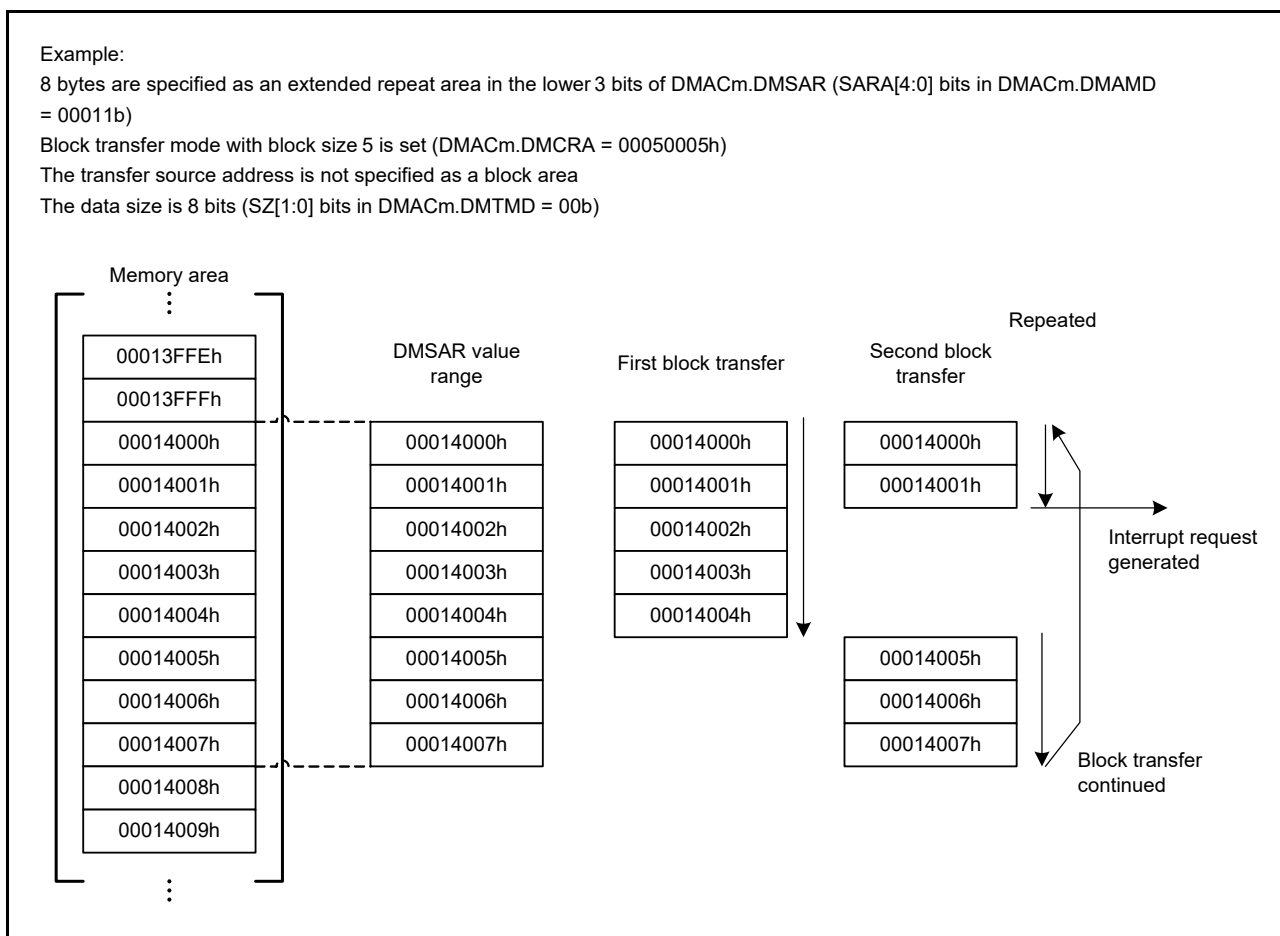 Example:
8 bytes are specified as an extended repeat area in the lower 3 bits of DMACm.DMSAR (SARA[4:0] bits in DMACm.DMAMD
= 00011b)
Block transfer mode with block size 5 is set (DMACm.DMCRA = 00050005h)
The transfer source address is not specified as a block area
The data size is 8 bits (SZ[1:0] bits in DMACm.DMTMD = 00b)
Memory area
00013FFEh
00013FFFh
00014000h
00014001h
00014002h
00014003h
00014004h
00014005h
00014006h
00014007h
00014008h
00014009h
DMSAR value
range
00014000h
00014001h
00014002h
00014003h
00014004h
00014005h
00014006h
00014007h
First block transfer
00014000h
00014001h
00014002h
00014003h
00014004h
Second block
transfer
00014000h
00014001h
00014005h
00014006h
00014007h
Repeated
Interrupt request
generated
Block transfer
continued